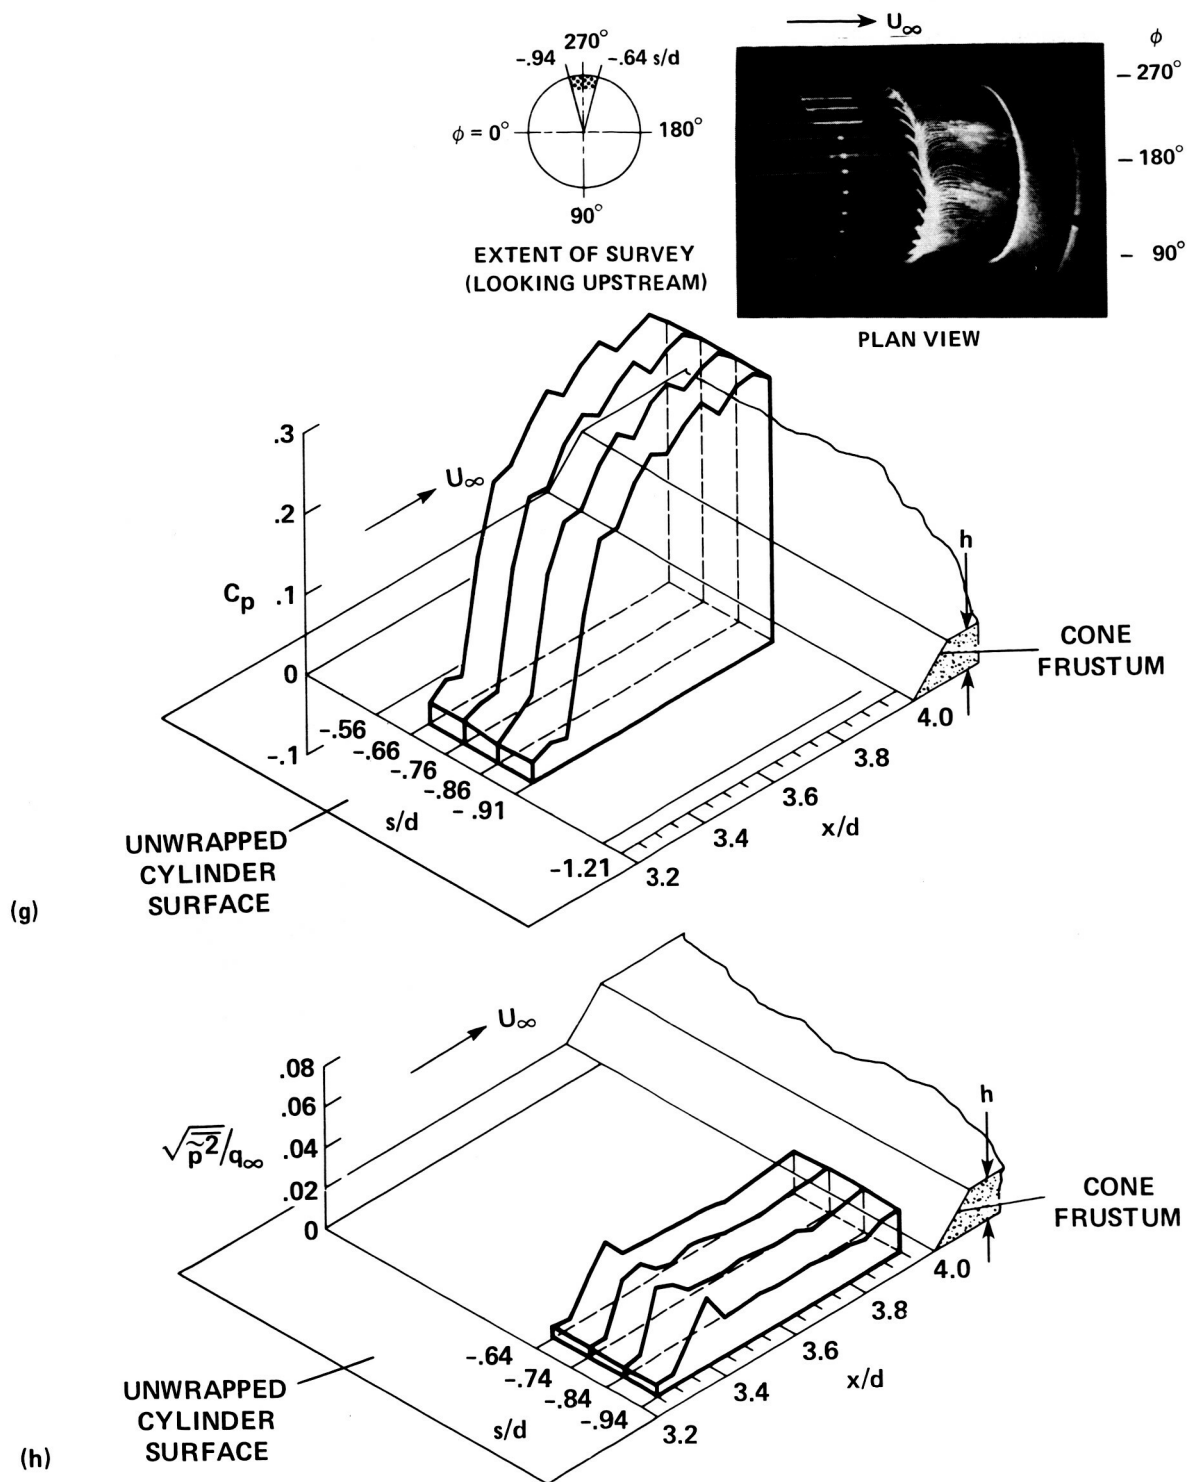 U∞
270°
-.94
-.64 s/d
ϕ = 0°
180°
90°
EXTENT OF SURVEY
(LOOKING UPSTREAM)
ϕ
– 270°
– 180°
– 90°
PLAN VIEW
.3
.2
Cp .1
0
-.1
U∞
h
CONE
FRUSTUM
4.0
3.8
3.6
x/d
3.4
3.2
-.56
-.66
-.76
-.86
-.91
s/d
-1.21
UNWRAPPED
CYLINDER
SURFACE
(g)
U∞
.08
.06
.04
.02
0
√p̃²/q∞
h
CONE
FRUSTUM
4.0
3.8
3.6
x/d
3.4
3.2
-.64
-.74
-.84
-.94
s/d
UNWRAPPED
CYLINDER
SURFACE
(h)